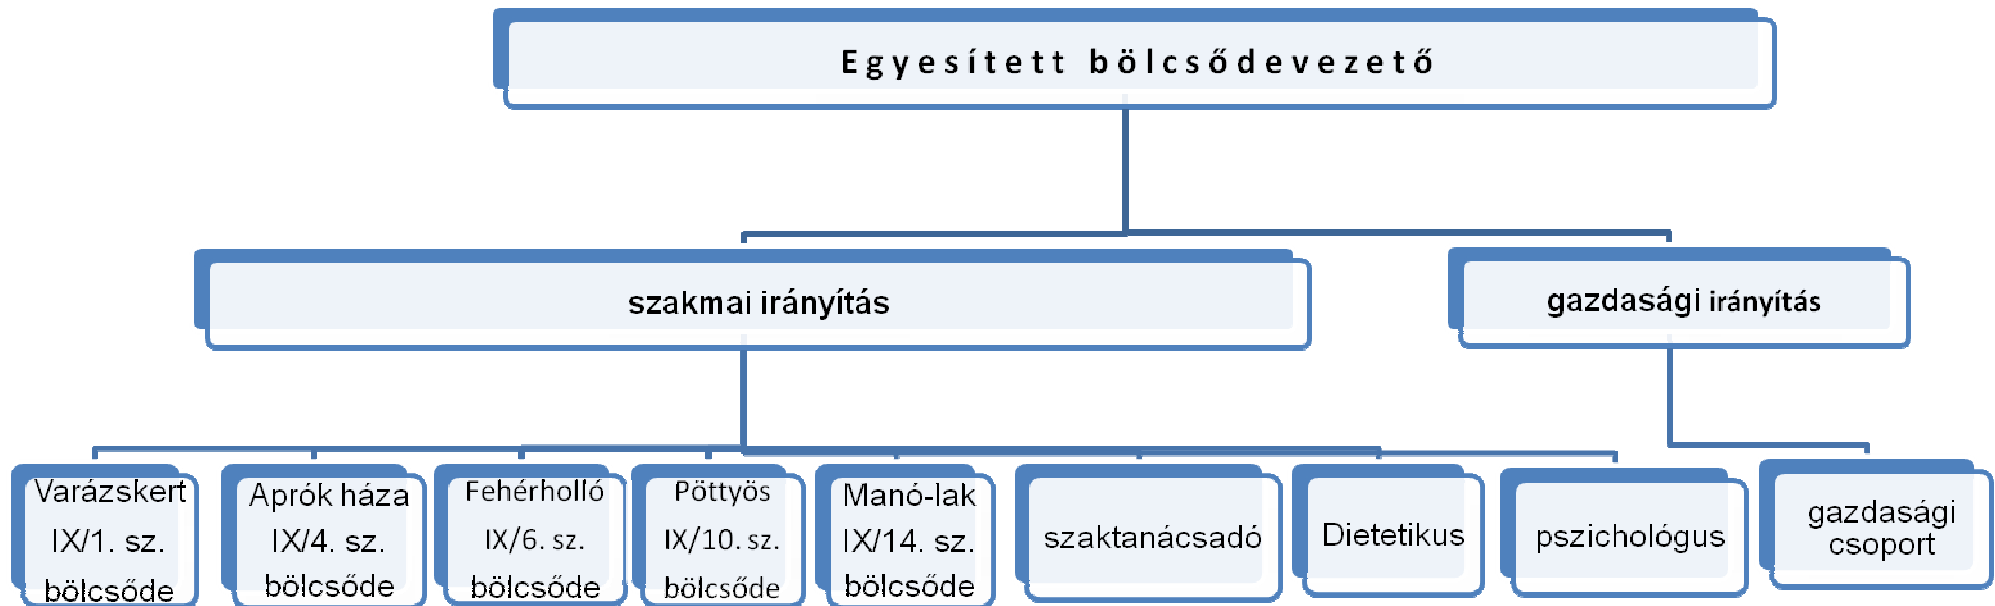 Egyesített bölcsődevezető
szakmai irányítás
gazdasági irányítás
Varázskert
IX/1. sz.
bölcsőde
Aprók háza
IX/4. sz.
bölcsőde
Fehérholló
IX/6. sz.
bölcsőde
Pöttyös
IX/10. sz.
bölcsőde
Manó-lak
IX/14. sz.
bölcsőde
szaktanácsadó
Dietetikus
pszichológus
gazdasági
csoport